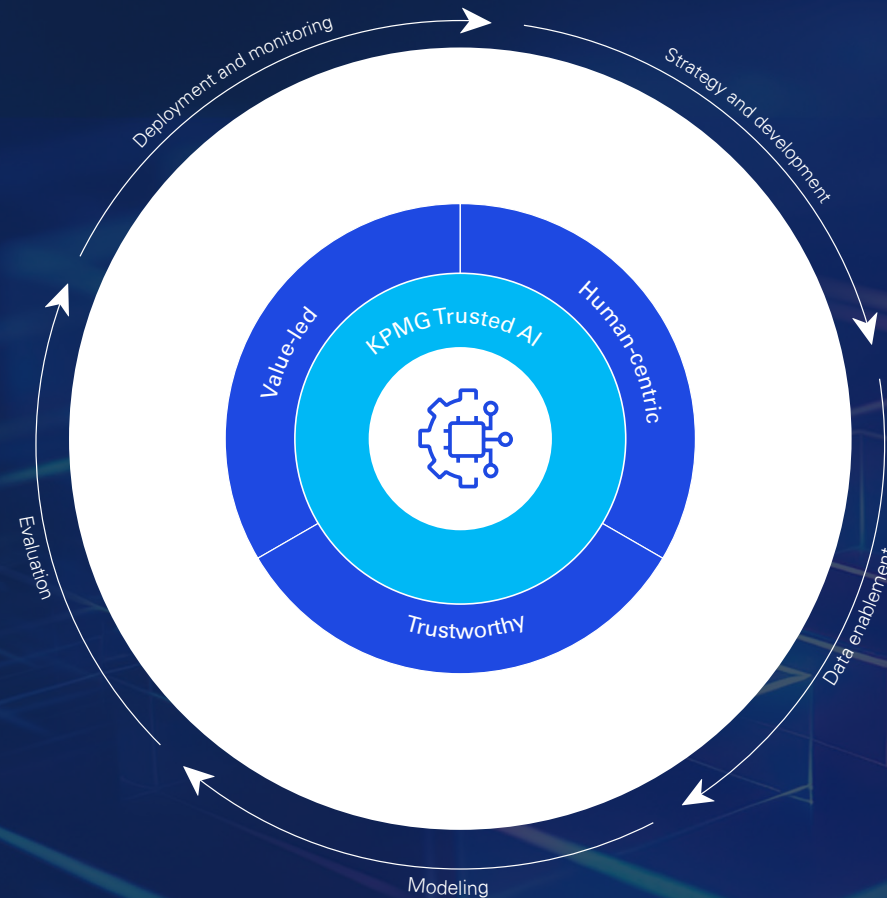 Deployment and monitoring
Strategy and development
Data enablement
Modeling
Evaluation
Value-led
Human-centric
Trustworthy
KPMG Trusted AI